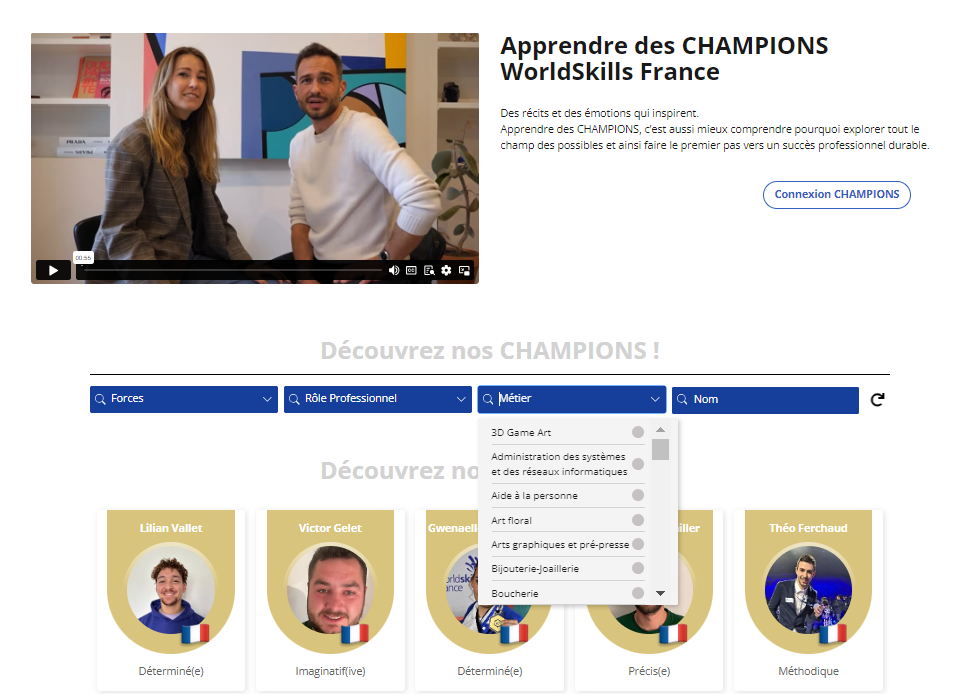 Apprendre des CHAMPIONS
WorldSkills France
Des récits et des émotions qui inspirent.
Apprendre des CHAMPIONS, c'est aussi mieux comprendre pourquoi explorer tout le
champ des possibles et ainsi faire le premier pas vers un succès professionnel durable.
Connexion CHAMPIONS
PRADA
00:55
Découvrez nos CHAMPIONS !
Forces
Rôle Professionnel
Métier
Nom
3D Game Art
Administration des systèmes
et des réseaux informatiques
Aide à la personne
Art floral
Arts graphiques et pré-presse
Bijouterie-Joaillerie
Boucherie
Découvrez no
Lilian Vallet
Victor Gelet
Gwenaell
iller
Théo Ferchaud
Déterminé(e)
Imaginatif(ive)
Déterminé(e)
Précis(e)
Méthodique